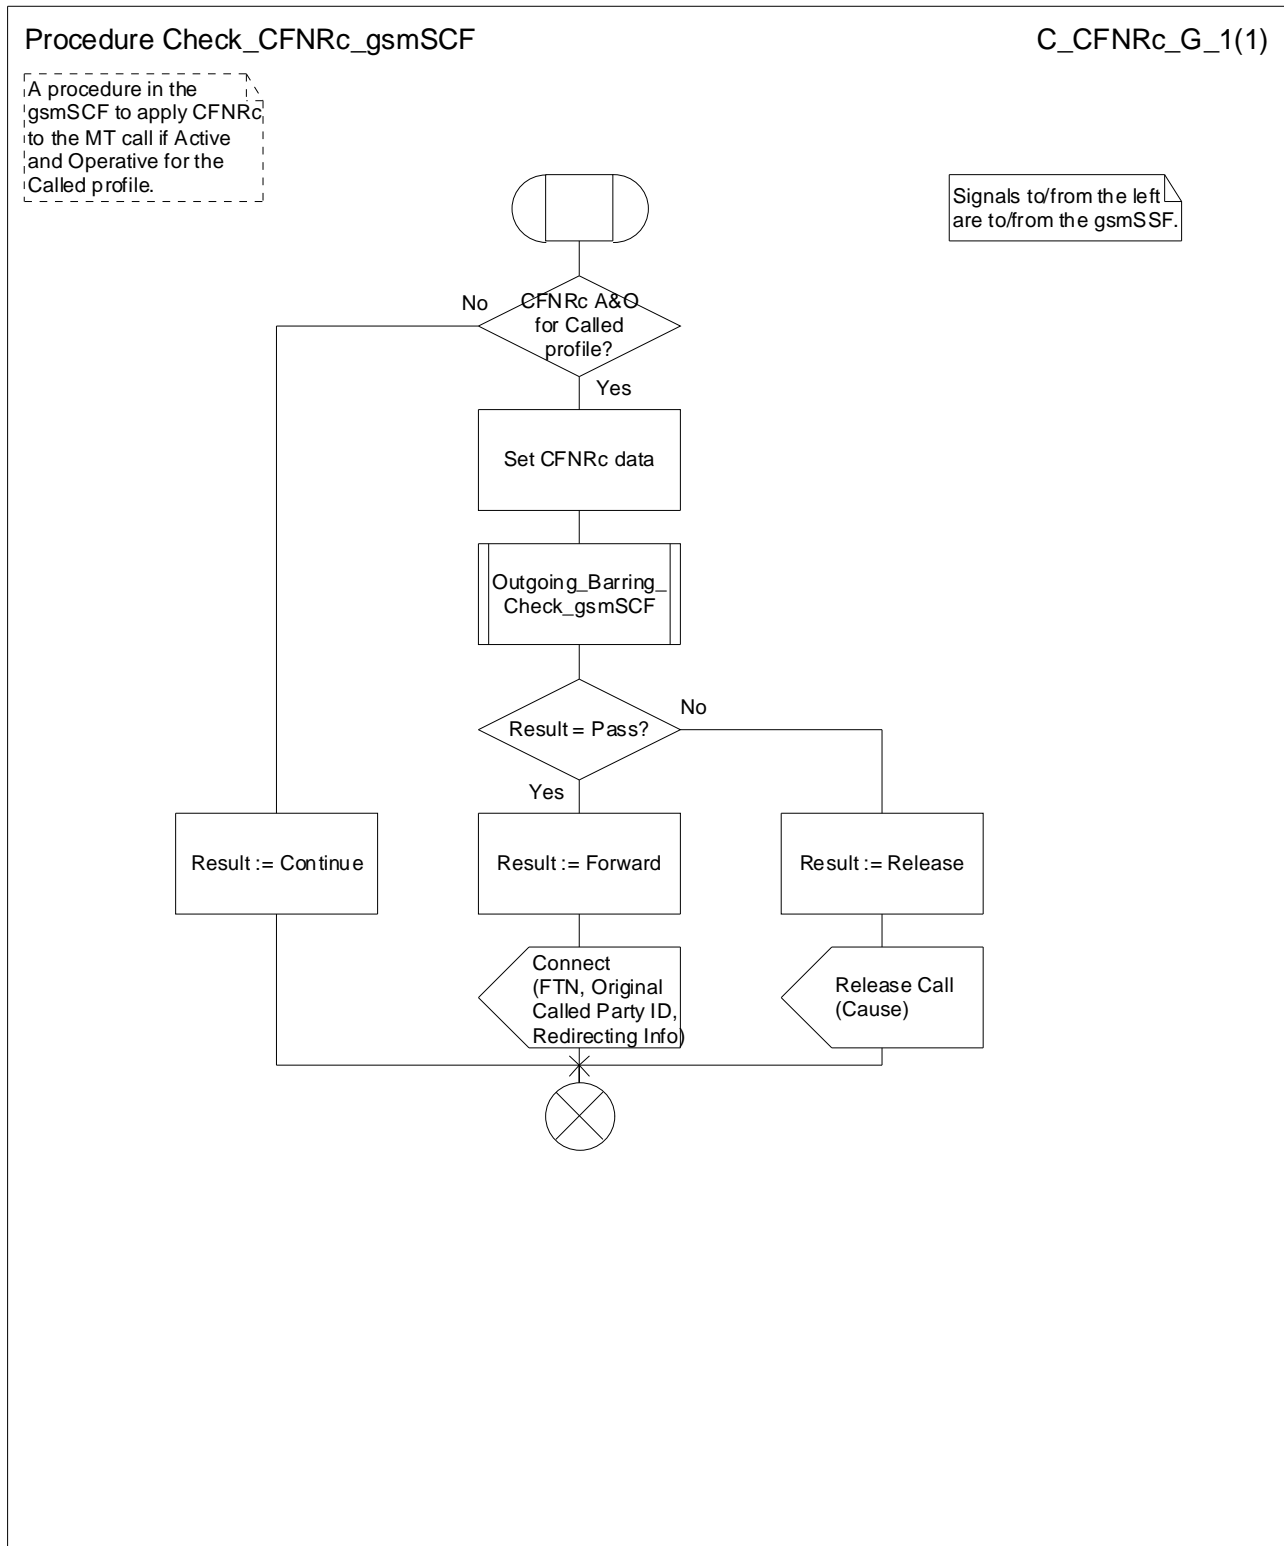 Procedure Check_CFNRc_gsmSCF
C_CFNRc_G_1(1)
A procedure in the
gsmSCF to apply CFNRc
to the MT call if Active
and Operative for the
Called profile.
Signals to/from the left
are to/from the gsmSSF.
No
CFNRc A&O
for Called
profile?
Yes
Set CFNRc data
Outgoing_Barring_
Check_gsmSCF
No
Result = Pass?
Yes
Result := Continue
Result := Forward
Result := Release
Connect
(FTN, Original
Called Party ID,
Redirecting Info)
Release Call
(Cause)